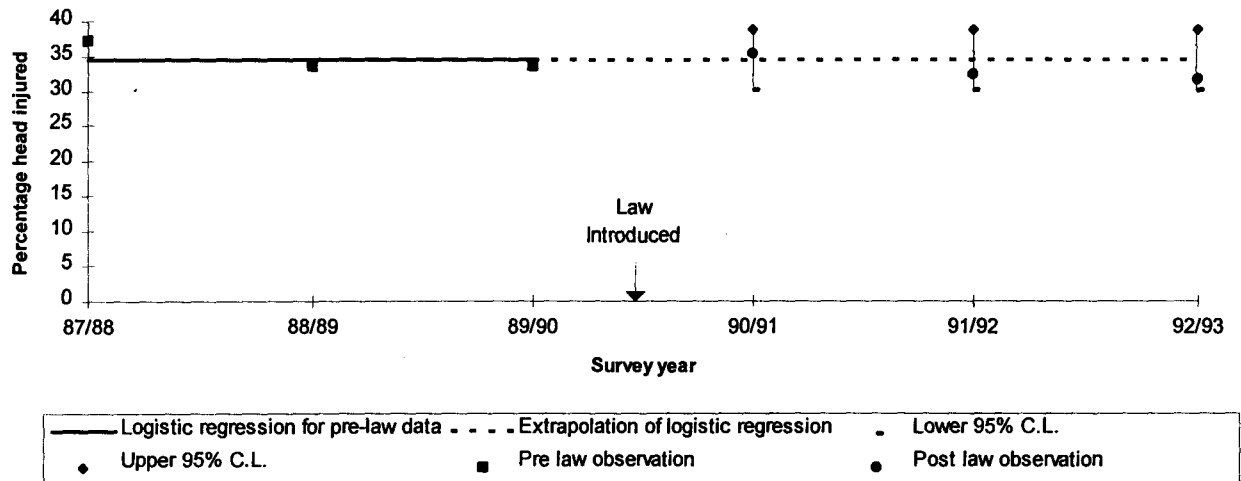 Percentage head injured
40
35
30
25
20
15
10
5
0
Law
Introduced
87/88 88/89 89/90 90/91 91/92 92/93
Survey year
Logistic regression for pre-law data Extrapolation of logistic regression Lower 95% C.L.
Upper 95% C.L. Pre law observation Post law observation